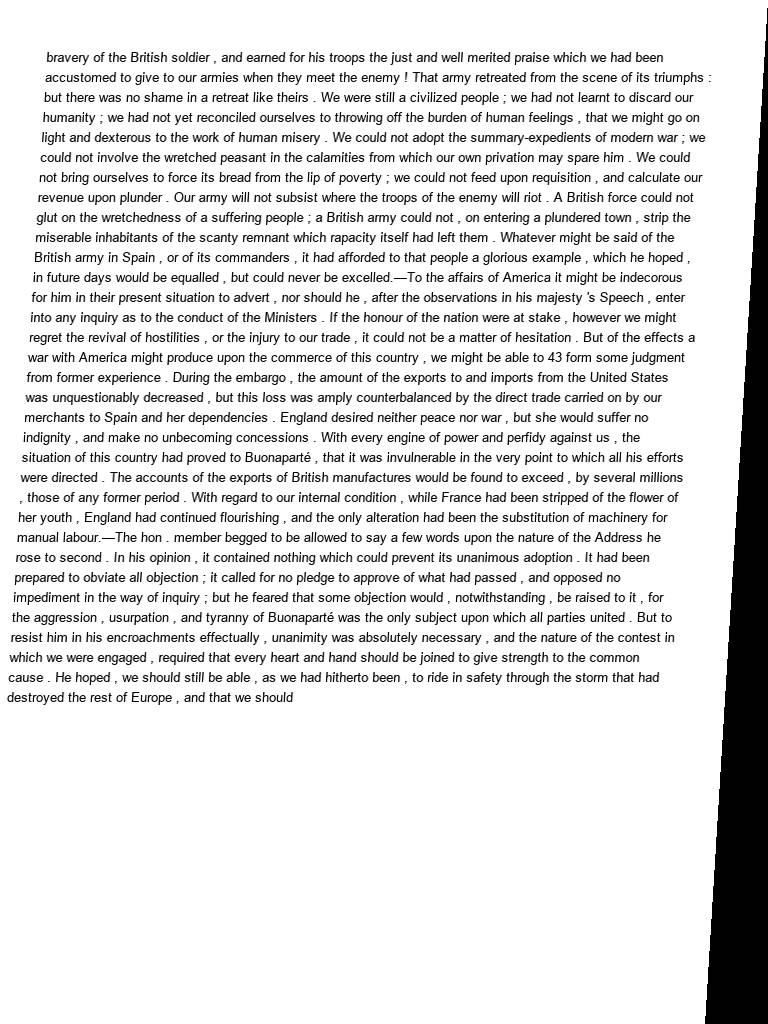 bravery of the British soldier , and earned for his troops the just and well merited praise which we had been
accustomed to give to our armies when they meet the enemy ! That army retreated from the scene of its triumphs :
but there was no shame in a retreat like theirs . We were still a civilized people ; we had not learnt to discard our
humanity ; we had not yet reconciled ourselves to throwing off the burden of human feelings , that we might go on
light and dexterous to the work of human misery . We could not adopt the summary-expedients of modern war ; we
could not involve the wretched peasant in the calamities from which our own privation may spare him . We could
not bring ourselves to force its bread from the lip of poverty ; we could not feed upon requisition , and calculate our
revenue upon plunder . Our army will not subsist where the troops of the enemy will riot . A British force could not
glut on the wretchedness of a suffering people ; a British army could not , on entering a plundered town , strip the
miserable inhabitants of the scanty remnant which rapacity itself had left them . Whatever might be said of the
British army in Spain , or of its commanders , it had afforded to that people a glorious example , which he hoped ,
in future days would be equalled , but could never be excelled.—To the affairs of America it might be indecorous
for him in their present situation to advert , nor should he , after the observations in his majesty 's Speech , enter
into any inquiry as to the conduct of the Ministers . If the honour of the nation were at stake , however we might
regret the revival of hostilities , or the injury to our trade , it could not be a matter of hesitation . But of the effects a
war with America might produce upon the commerce of this country , we might be able to 43 form some judgment
from former experience . During the embargo , the amount of the exports to and imports from the United States
was unquestionably decreased , but this loss was amply counterbalanced by the direct trade carried on by our
merchants to Spain and her dependencies . England desired neither peace nor war , but she would suffer no
indignity , and make no unbecoming concessions . With every engine of power and perfidy against us , the
situation of this country had proved to Buonaparté , that it was invulnerable in the very point to which all his efforts
were directed . The accounts of the exports of British manufactures would be found to exceed , by several millions
, those of any former period . With regard to our internal condition , while France had been stripped of the flower of
her youth , England had continued flourishing , and the only alteration had been the substitution of machinery for
manual labour.—The hon . member begged to be allowed to say a few words upon the nature of the Address he
rose to second . In his opinion , it contained nothing which could prevent its unanimous adoption . It had been
prepared to obviate all objection ; it called for no pledge to approve of what had passed , and opposed no
impediment in the way of inquiry ; but he feared that some objection would , notwithstanding , be raised to it , for
the aggression , usurpation , and tyranny of Buonaparté was the only subject upon which all parties united . But to
resist him in his encroachments effectually , unanimity was absolutely necessary , and the nature of the contest in
which we were engaged , required that every heart and hand should be joined to give strength to the common
cause . He hoped , we should still be able , as we had hitherto been , to ride in safety through the storm that had
destroyed the rest of Europe , and that we should